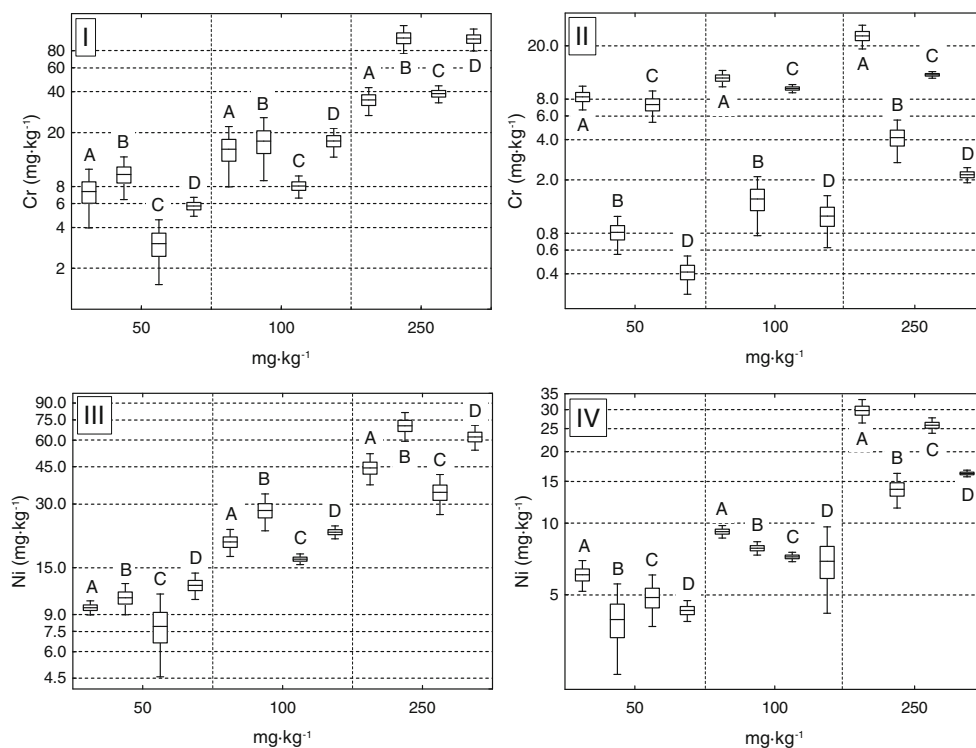 I
Cr (mg·kg⁻¹)
80
60
40
20
8
6
4
2
A
B
C
D
A
B
C
D
A
B
C
D
50
100
250
mg·kg⁻¹
II
Cr (mg·kg⁻¹)
20.0
8.0
4.0
2.0
0.8
0.6
0.4
A
B
C
D
A
B
C
D
A
B
C
D
50
100
250
mg·kg⁻¹
III
Ni (mg·kg⁻¹)
90.0
75.0
60.0
45.0
30.0
15.0
9.0
7.5
6.0
4.5
A
B
C
D
A
B
C
D
A
B
C
D
50
100
250
mg·kg⁻¹
IV
Ni (mg·kg⁻¹)
35
30
25
20
15
10
5
A
B
C
D
A
B
C
D
A
B
C
D
50
100
250
mg·kg⁻¹